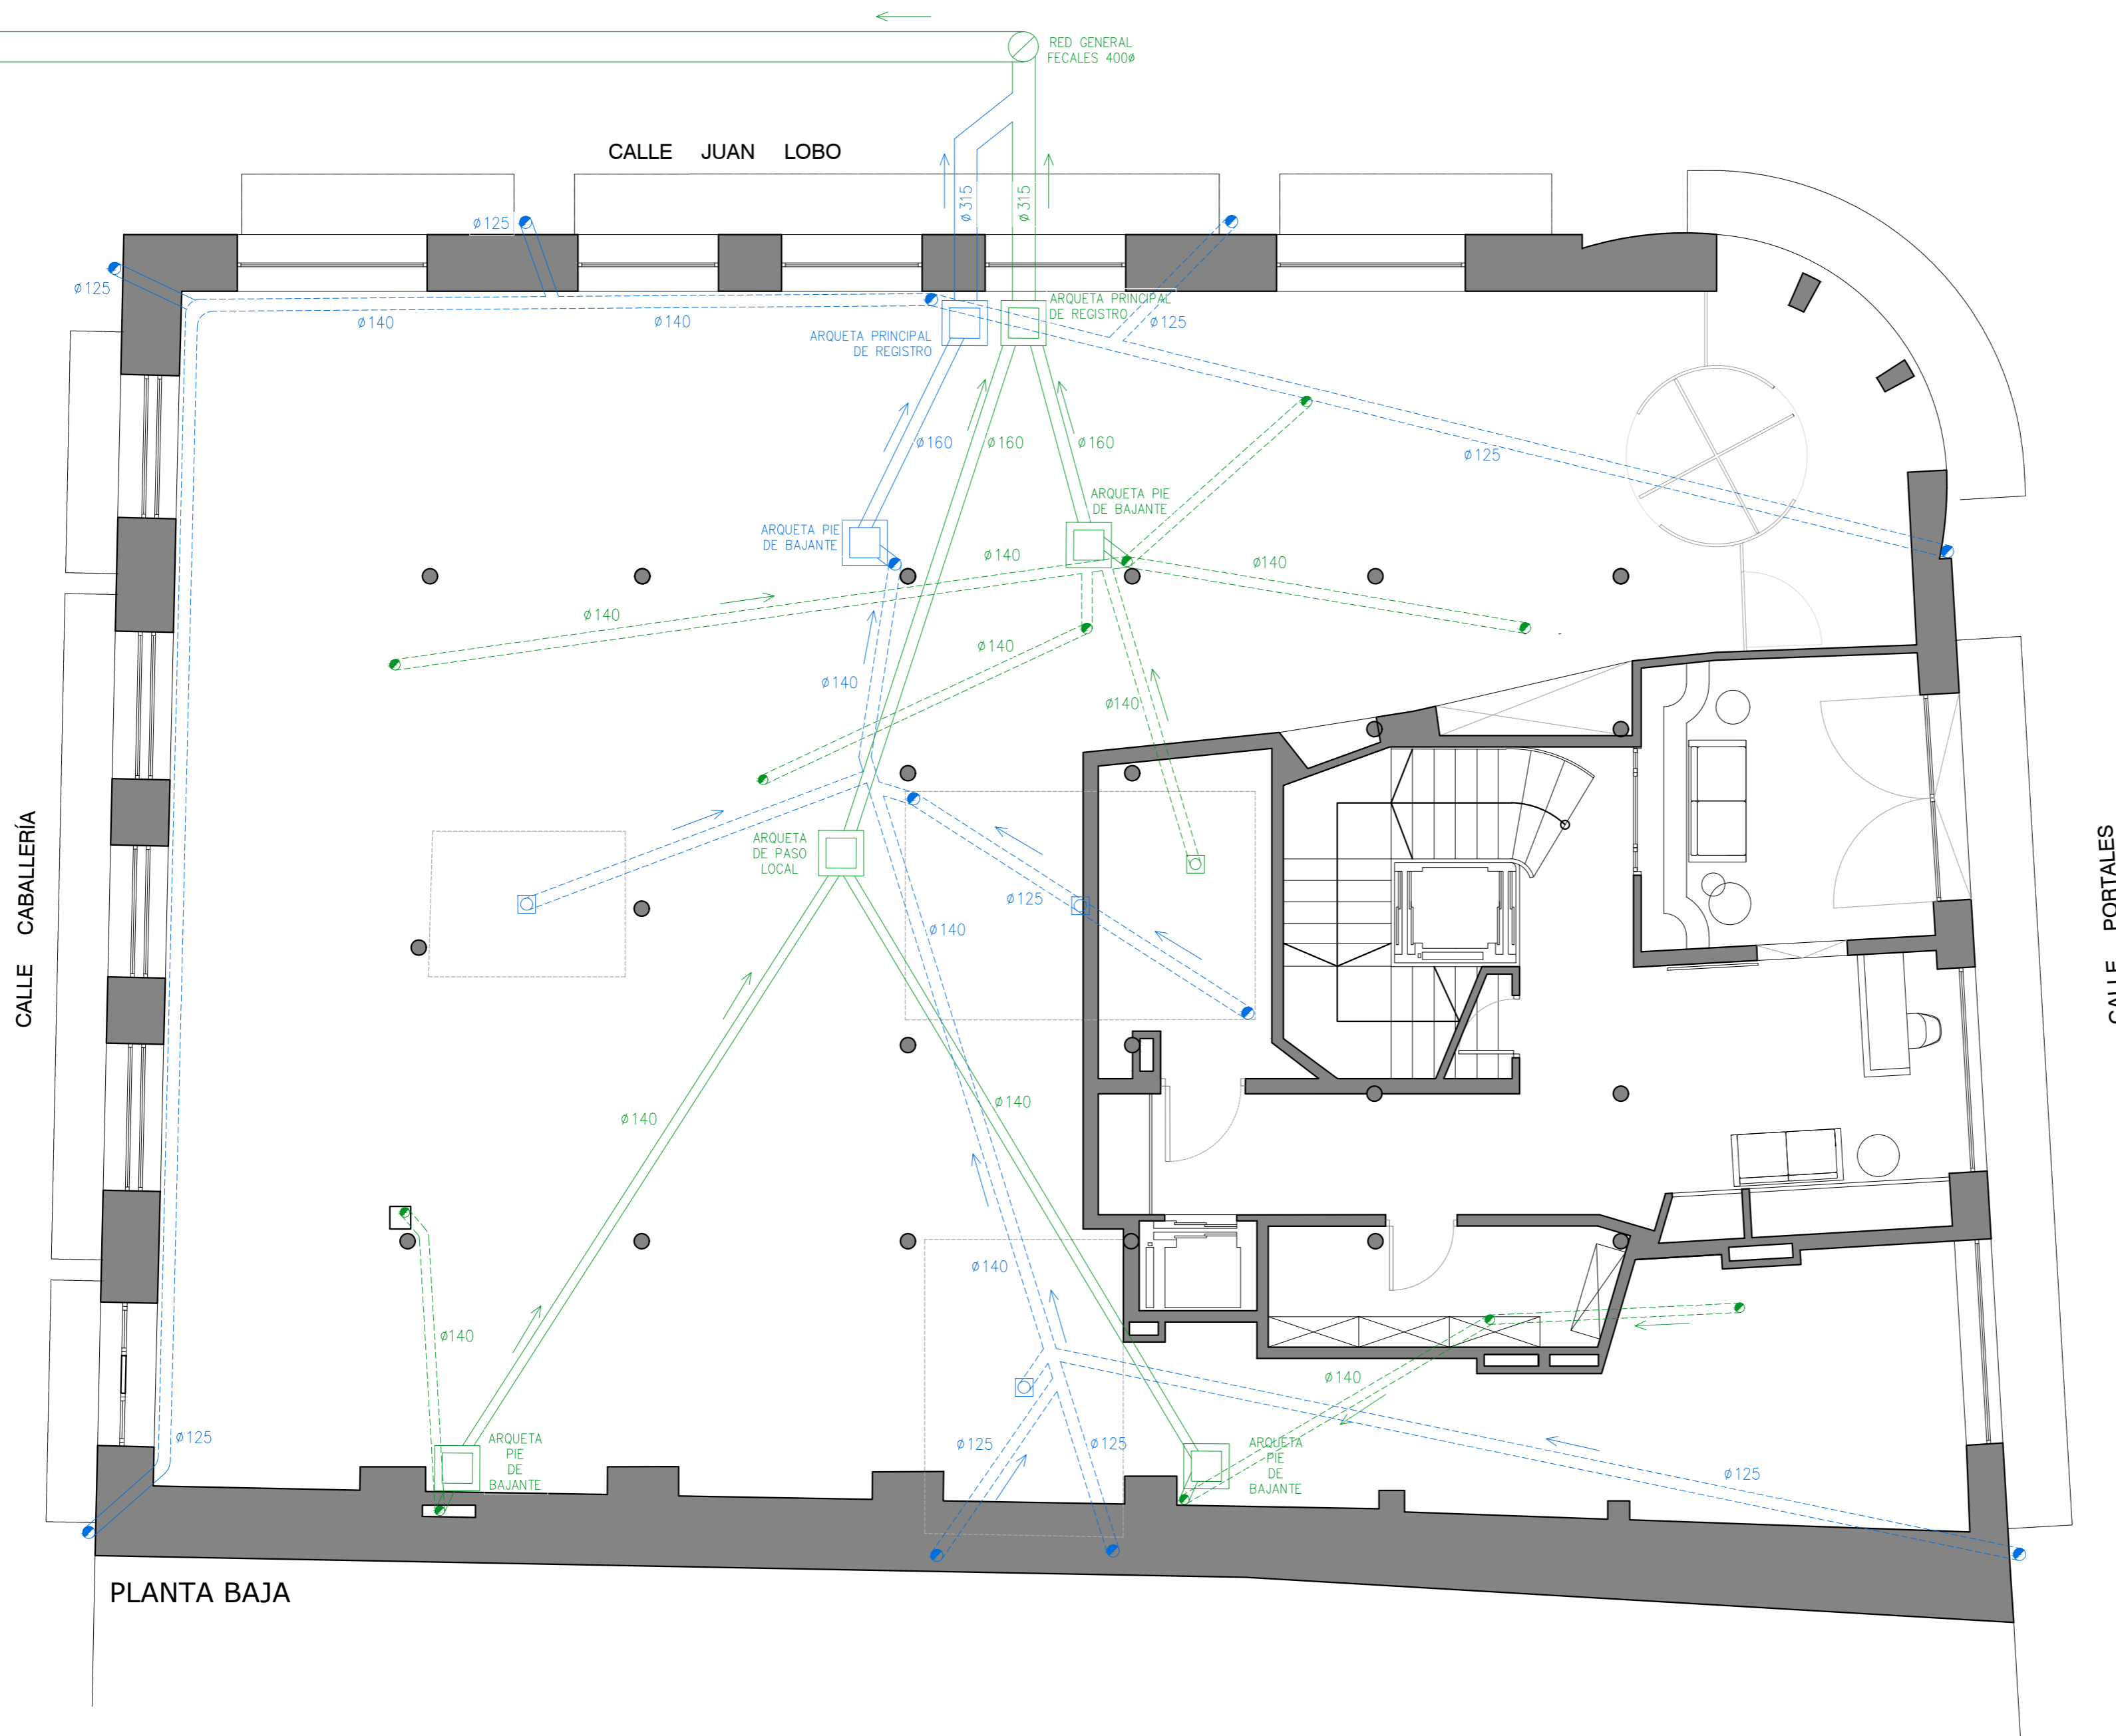 RED GENERAL
FECALES 400ø
CALLE JUAN LOBO
ø315
ø315
ø125
ø125
ø140
ø140
ARQUETA PRINCIPAL
DE REGISTRO
ARQUETA PRINCIPAL
DE REGISTRO
ø125
ø160
ø160
ø160
ø125
ARQUETA PIE
DE BAJANTE
ARQUETA PIE
DE BAJANTE
ø140
ø140
ø140
ø140
ø140
ø140
ARQUETA
DE PASO
LOCAL
ø125
ø140
CALLE CABALLERÍA
CALLE PORTALES
ø140
ø140
ø140
ø140
ø140
ø125
ARQUETA
PIE
DE
BAJANTE
ø125
ø125
ARQUETA
PIE
DE
BAJANTE
ø125
PLANTA BAJA